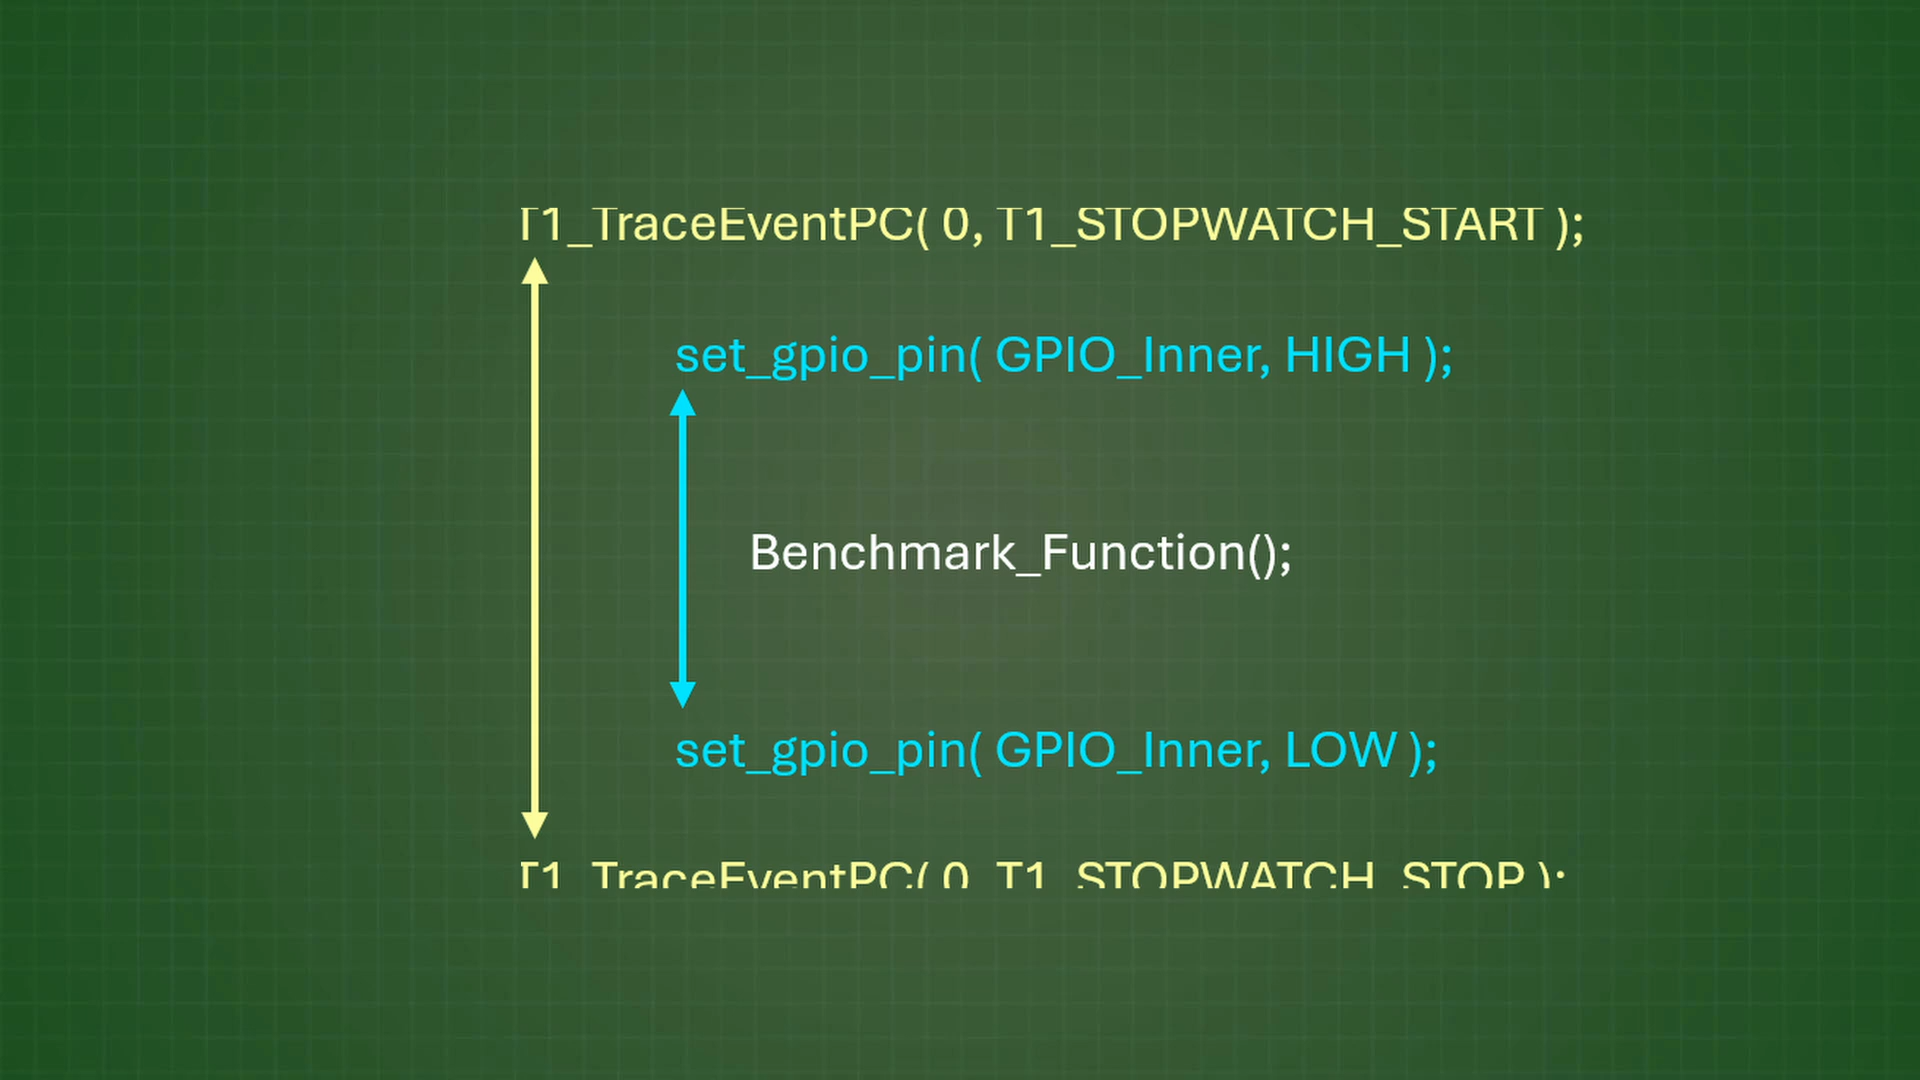 T1_TraceEventPC( 0, T1_STOPWATCH_START );
set_gpio_pin( GPIO_Inner, HIGH );
Benchmark_Function();
set_gpio_pin( GPIO_Inner, LOW );
T1_TraceEventPC( 0, T1_STOPWATCH_STOP );